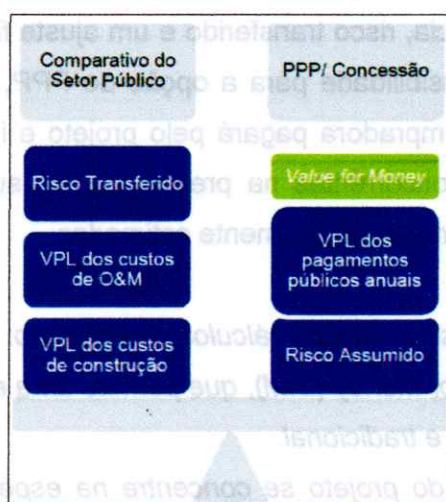 Comparativo do
Setor Público
PPP/ Concessão
Risco Transferido
VPL dos custos
de O&M
VPL dos custos
de construção
Value for Money
VPL dos
pagamentos
públicos anuais
Risco Assumido